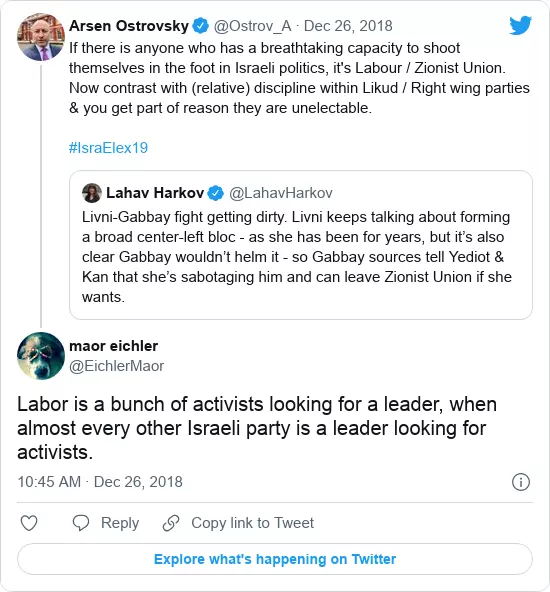 Arsen Ostrovsky @Ostrov_A · Dec 26, 2018
If there is anyone who has a breathtaking capacity to shoot
themselves in the foot in Israeli politics, it's Labour / Zionist Union.
Now contrast with (relative) discipline within Likud / Right wing parties
& you get part of reason they are unelectable.
#IsraElex19
Lahav Harkov @LahavHarkov
Livni-Gabbay fight getting dirty. Livni keeps talking about forming
a broad center-left bloc - as she has been for years, but it’s also
clear Gabbay wouldn’t helm it - so Gabbay sources tell Yediot &
Kan that she’s sabotaging him and can leave Zionist Union if she
wants.
maor eichler
@EichlerMaor
Labor is a bunch of activists looking for a leader, when
almost every other Israeli party is a leader looking for
activists.
10:45 AM · Dec 26, 2018
Reply Copy link to Tweet
Explore what's happening on Twitter